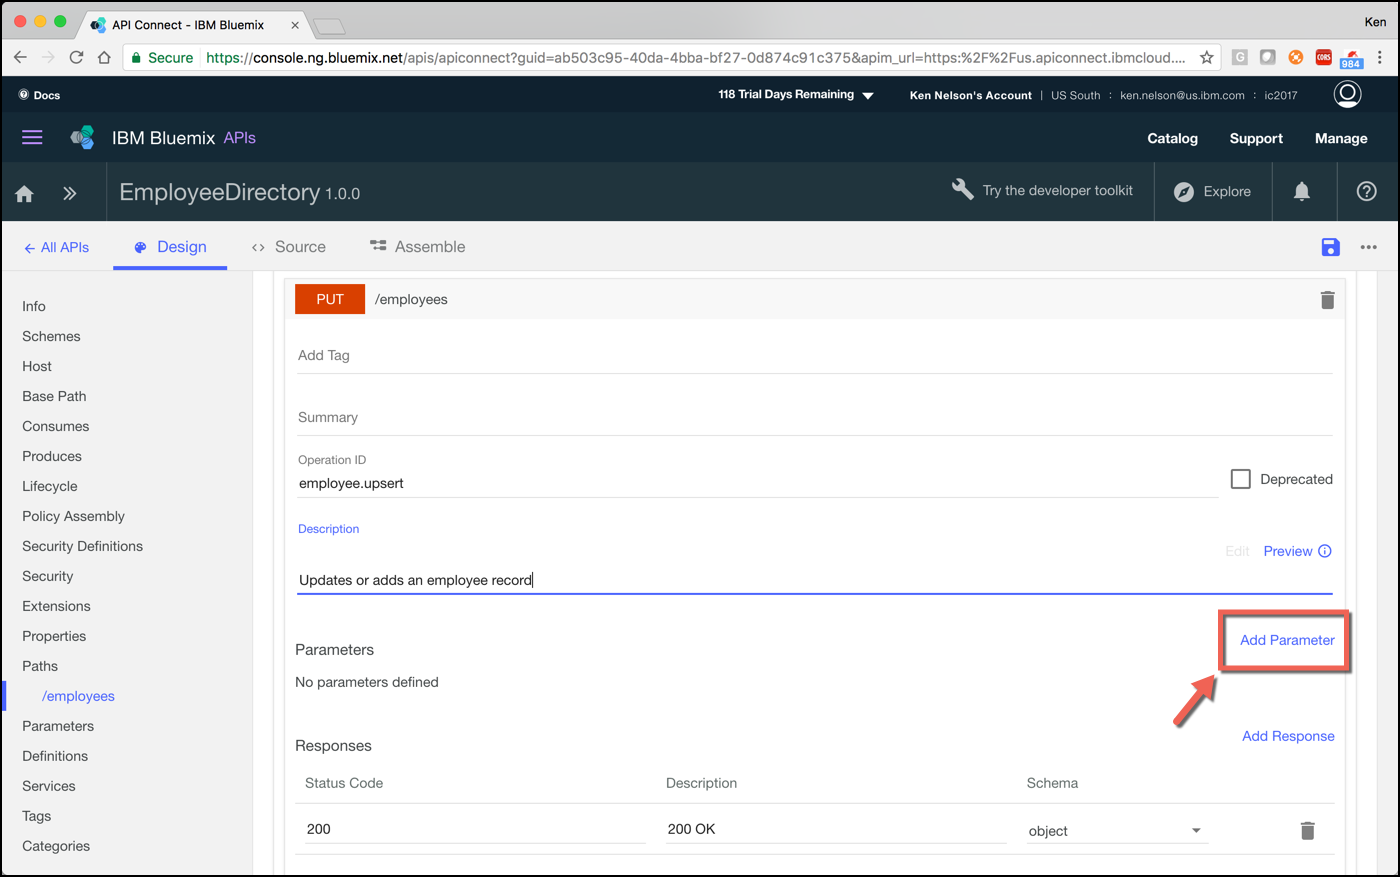 API Connect - IBM Bluemix
Ken
Secure https://console.ng.bluemix.net/apis/apiconnect?guid=ab503c95-40da-4bba-bf27-0d874c91c375&apim_url=https:%2F%2Fus.apiconnect.ibmcloud....
G
CORS
984
Docs
118 Trial Days Remaining
Ken Nelson's Account | US South : ken.nelson@us.ibm.com : ic2017
IBM Bluemix APIs
Catalog Support Manage
EmployeeDirectory 1.0.0
Try the developer toolkit
Explore
All APIs
Design
Source
Assemble
Info
Schemes
Host
Base Path
Consumes
Produces
Lifecycle
Policy Assembly
Security Definitions
Security
Extensions
Properties
Paths
/employees
Parameters
Definitions
Services
Tags
Categories
PUT /employees
Add Tag
Summary
Operation ID
employee.upsert
Deprecated
Description
Edit Preview
Updates or adds an employee record
Parameters
Add Parameter
No parameters defined
Responses
Add Response
Status Code Description Schema
200 200 OK object